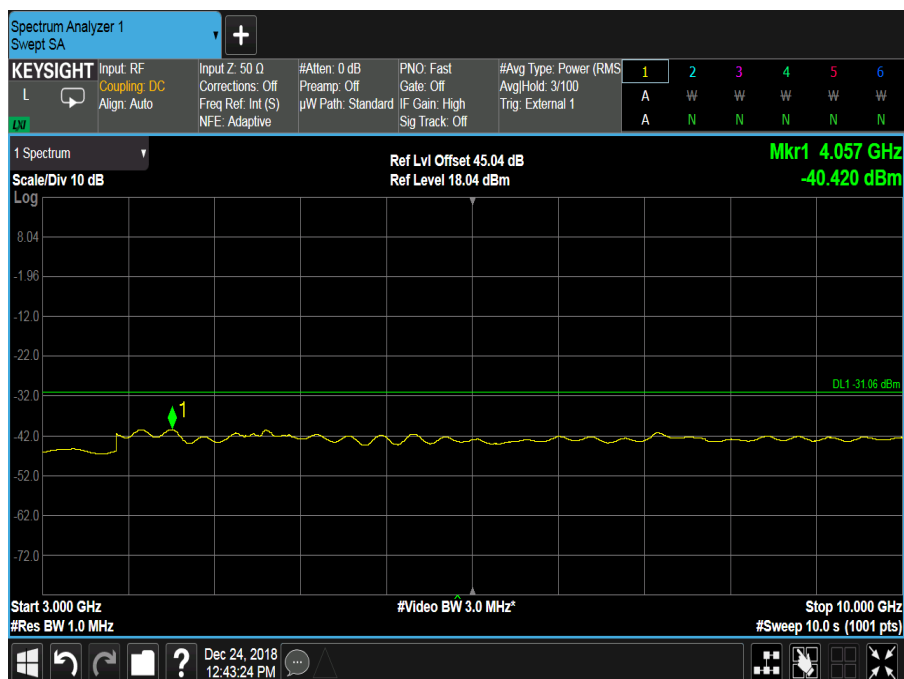 Spectrum Analyzer 1
Swept SA
KEYSIGHT
L
LXI
Input: RF
Coupling: DC
Align: Auto
Input Z: 50 Ω
Corrections: Off
Freq Ref: Int (S)
NFE: Adaptive
#Atten: 0 dB
Preamp: Off
µW Path: Standard
PNO: Fast
Gate: Off
IF Gain: High
Sig Track: Off
#Avg Type: Power (RMS
Avg|Hold: 3/100
Trig: External 1
1 2 3 4 5 6
A W W W W W
A N N N N N
1 Spectrum
Scale/Div 10 dB
Log
Ref Lvl Offset 45.04 dB
Ref Level 18.04 dBm
Mkr1 4.057 GHz
-40.420 dBm
8.04
-1.96
-12.0
-22.0
DL1 -31.06 dBm
-32.0
1
-42.0
-52.0
-62.0
-72.0
Start 3.000 GHz
#Res BW 1.0 MHz
#Video BW 3.0 MHz*
Stop 10.000 GHz
#Sweep 10.0 s (1001 pts)
?
Dec 24, 2018
12:43:24 PM